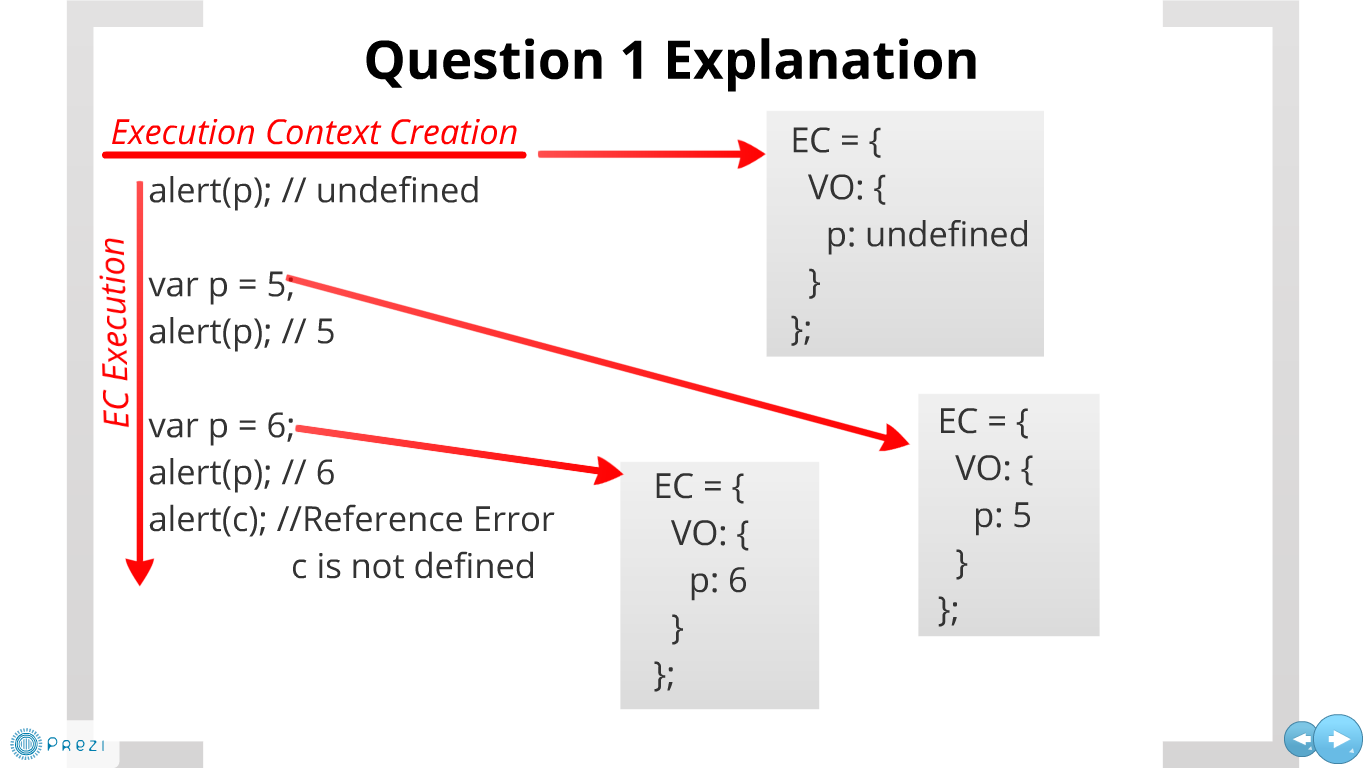 Question 1 Explanation
Execution Context Creation
EC Execution
alert(p); // undefined
var p = 5;
alert(p); // 5
var p = 6;
alert(p); // 6
alert(c); //Reference Error
c is not defined
EC = {
VO: {
p: undefined
}
};
EC = {
VO: {
p: 5
}
};
EC = {
VO: {
p: 6
}
};
Prezi